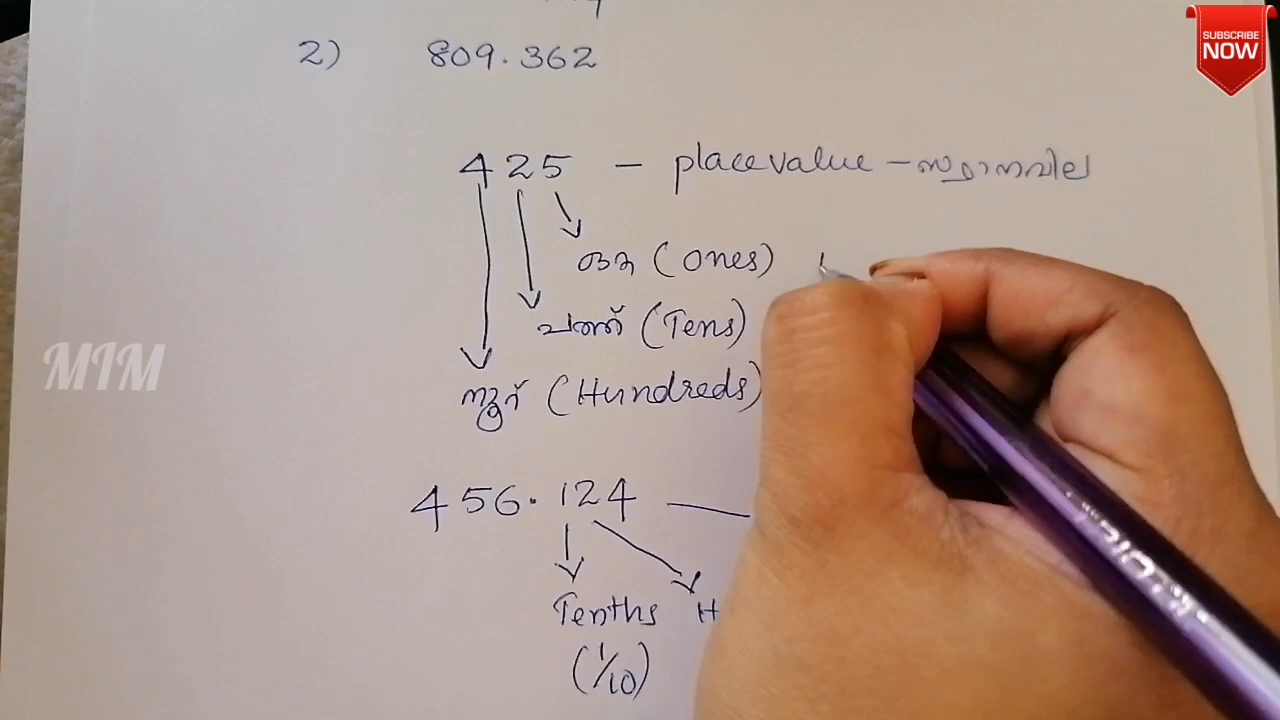 SUBSCRIBE
NOW
2) 809.362
425 – placevalue – സ്ഥാനവില
ഒന്ന് (Ones)
പത്ത് (Tens)
MIM
നൂറ് (Hundreds)
456.124 —
Tenths H
(1/10)